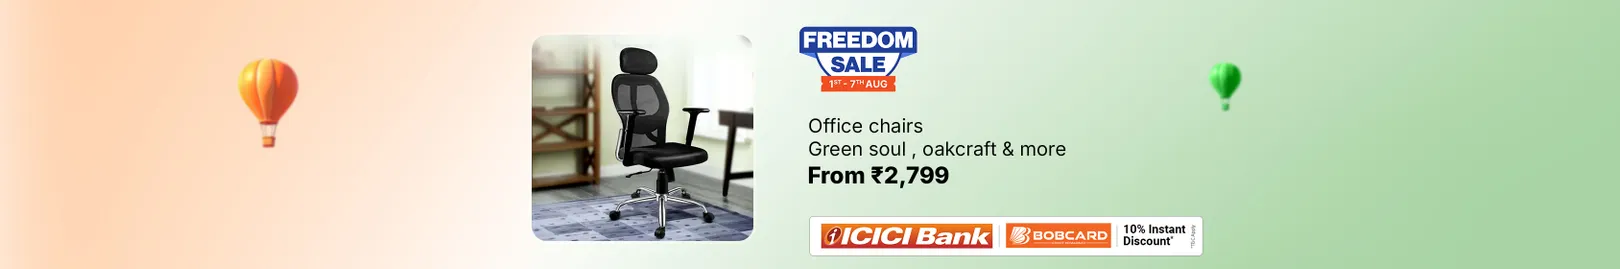 FREEDOM
SALE
1ST - 7TH AUG
Office chairs
Green soul , oakcraft & more
From ₹2,799
ICICI Bank
BOBCARD
10% Instant
Discount*
*T&C Apply